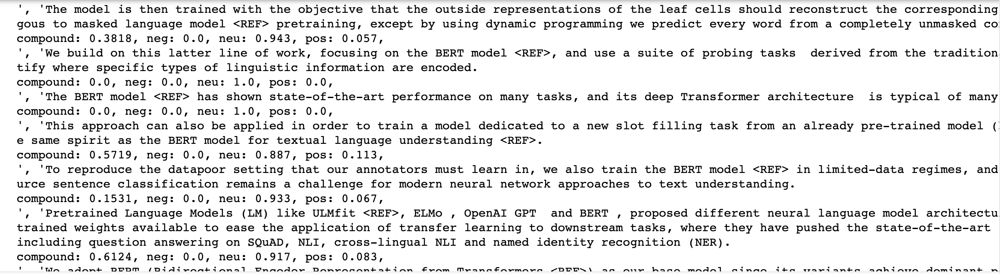 ', 'The model is then trained with the objective that the outside representations of the leaf cells should reconstruct the corresponding
gous to masked language model <REF> pretraining, except by using dynamic programming we predict every word from a completely unmasked co
compound: 0.3818, neg: 0.0, neu: 0.943, pos: 0.057,
', 'We build on this latter line of work, focusing on the BERT model <REF>, and use a suite of probing tasks  derived from the tradition
tify where specific types of linguistic information are encoded.
compound: 0.0, neg: 0.0, neu: 1.0, pos: 0.0,
', 'The BERT model <REF> has shown state-of-the-art performance on many tasks, and its deep Transformer architecture  is typical of many
compound: 0.0, neg: 0.0, neu: 1.0, pos: 0.0,
', 'This approach can also be applied in order to train a model dedicated to a new slot filling task from an already pre-trained model (
e same spirit as the BERT model for textual language understanding <REF>.
compound: 0.5719, neg: 0.0, neu: 0.887, pos: 0.113,
', 'To reproduce the datapoor setting that our annotators must learn in, we also train the BERT model <REF> in limited-data regimes, and
urce sentence classification remains a challenge for modern neural network approaches to text understanding.
compound: 0.1531, neg: 0.0, neu: 0.933, pos: 0.067,
', 'Pretrained Language Models (LM) like ULMfit <REF>, ELMo , OpenAI GPT  and BERT , proposed different neural language model architectu
trained weights available to ease the application of transfer learning to downstream tasks, where they have pushed the state-of-the-art
including question answering on SQuAD, NLI, cross-lingual NLI and named identity recognition (NER).
compound: 0.6124, neg: 0.0, neu: 0.917, pos: 0.083,
', 'We adopt BERT (Bidirectional Encoder Representation from Transformers <REF>) as our base model since its variants achieve dominant p